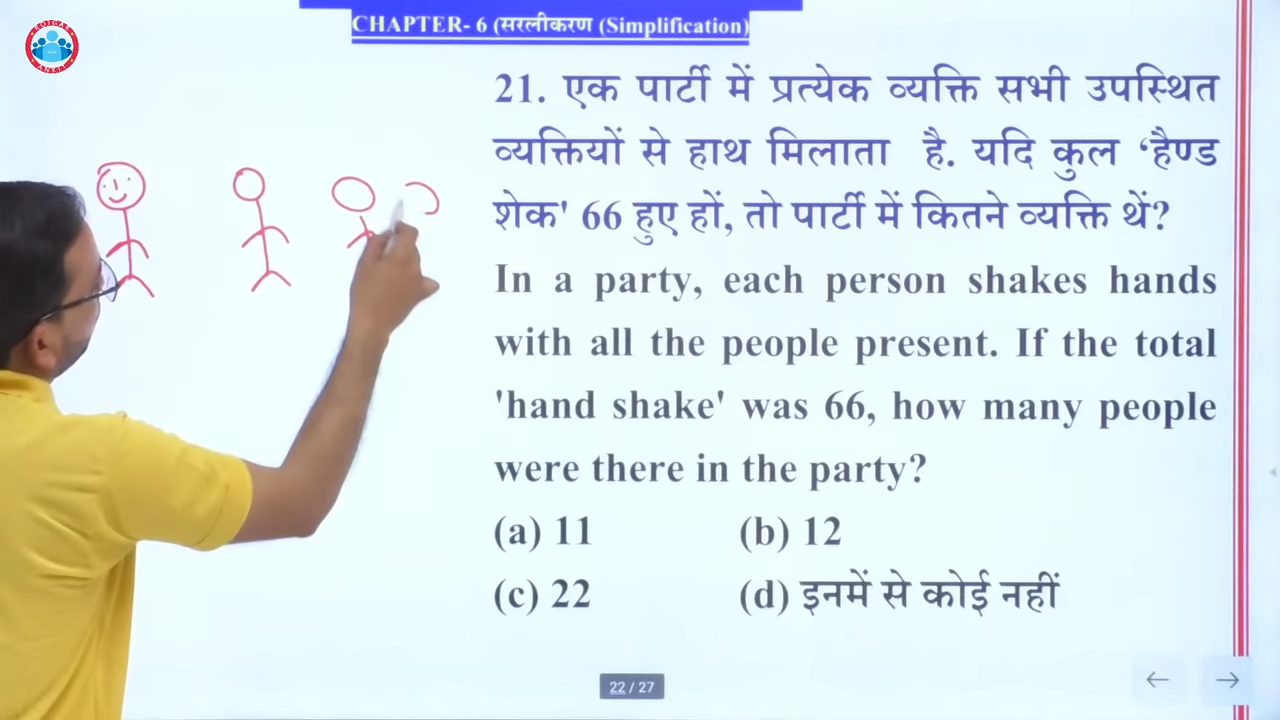 CHAPTER- 6 (सरलीकरण (Simplification)
21. एक पार्टी में प्रत्येक व्यक्ति सभी उपस्थित
व्यक्तियों से हाथ मिलाता है. यदि कुल ‘हैण्ड
शेक' 66 हुए हों, तो पार्टी में कितने व्यक्ति थें?
In a party, each person shakes hands
with all the people present. If the total
'hand shake' was 66, how many people
were there in the party?
(a) 11 (b) 12
(c) 22 (d) इनमें से कोई नहीं
22 / 27